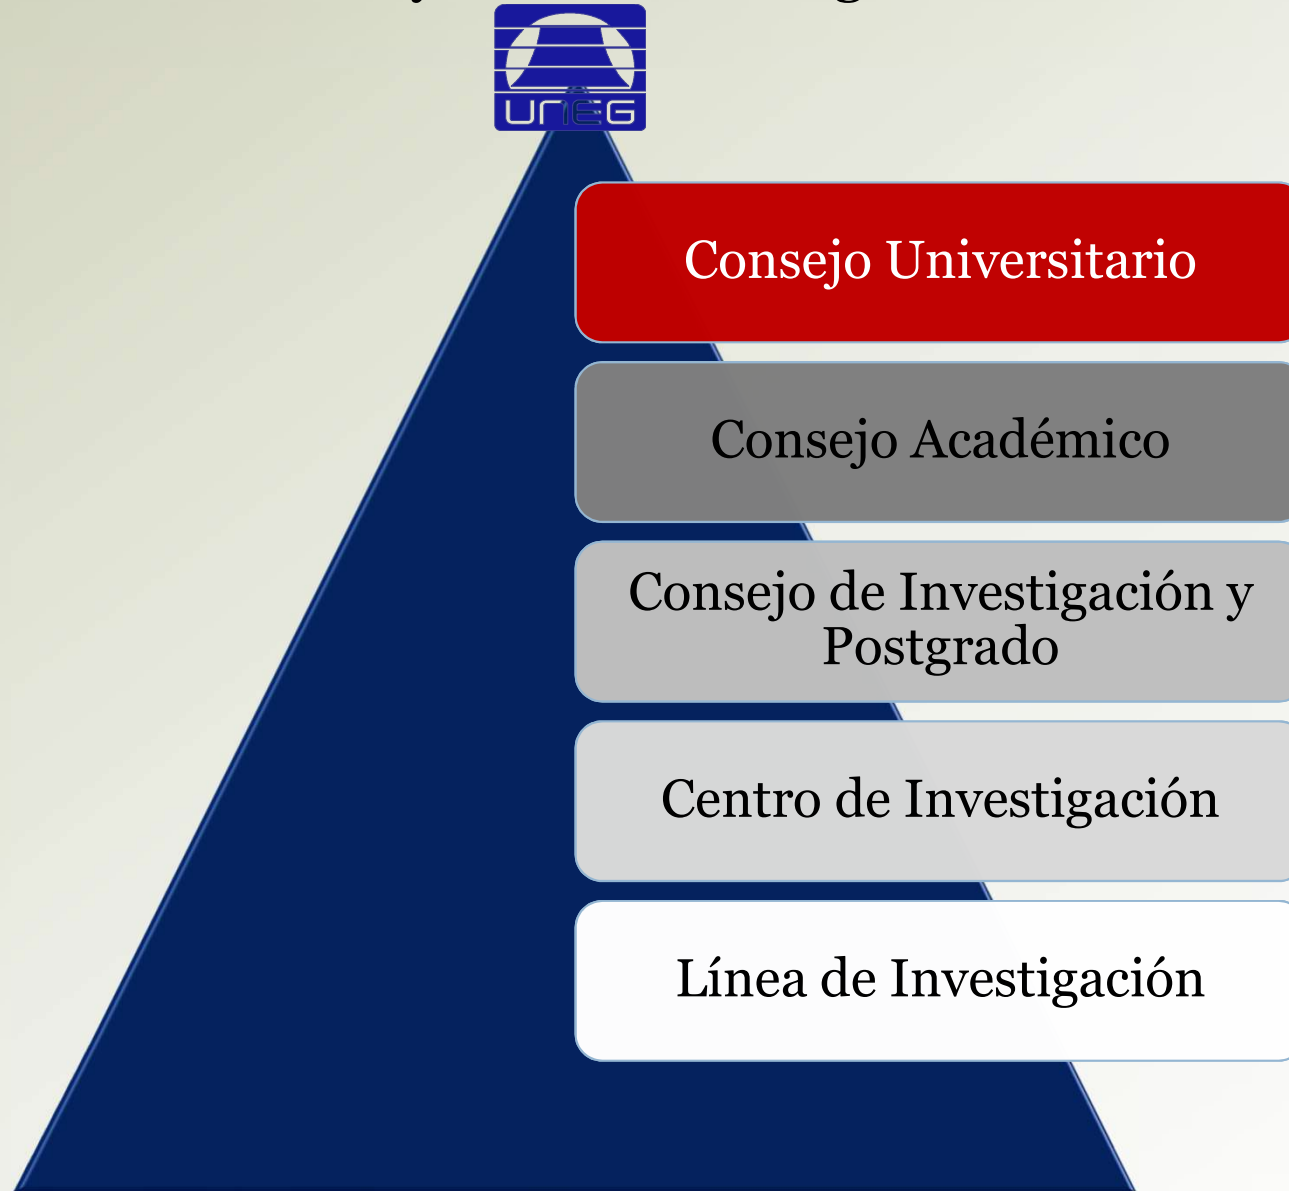 UNEG
Consejo Universitario
Consejo Académico
Consejo de Investigación y
Postgrado
Centro de Investigación
Línea de Investigación